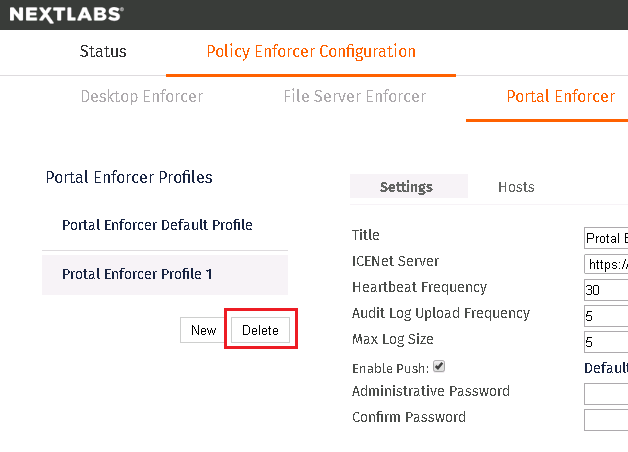 NEXTLABS®
Status Policy Enforcer Configuration
Desktop Enforcer File Server Enforcer Portal Enforcer
Portal Enforcer Profiles
Portal Enforcer Default Profile
Protal Enforcer Profile 1
New Delete
Settings Hosts
Title Protal E
ICENet Server https:/
Heartbeat Frequency 30
Audit Log Upload Frequency 5
Max Log Size 5
Enable Push: Default
Administrative Password
Confirm Password